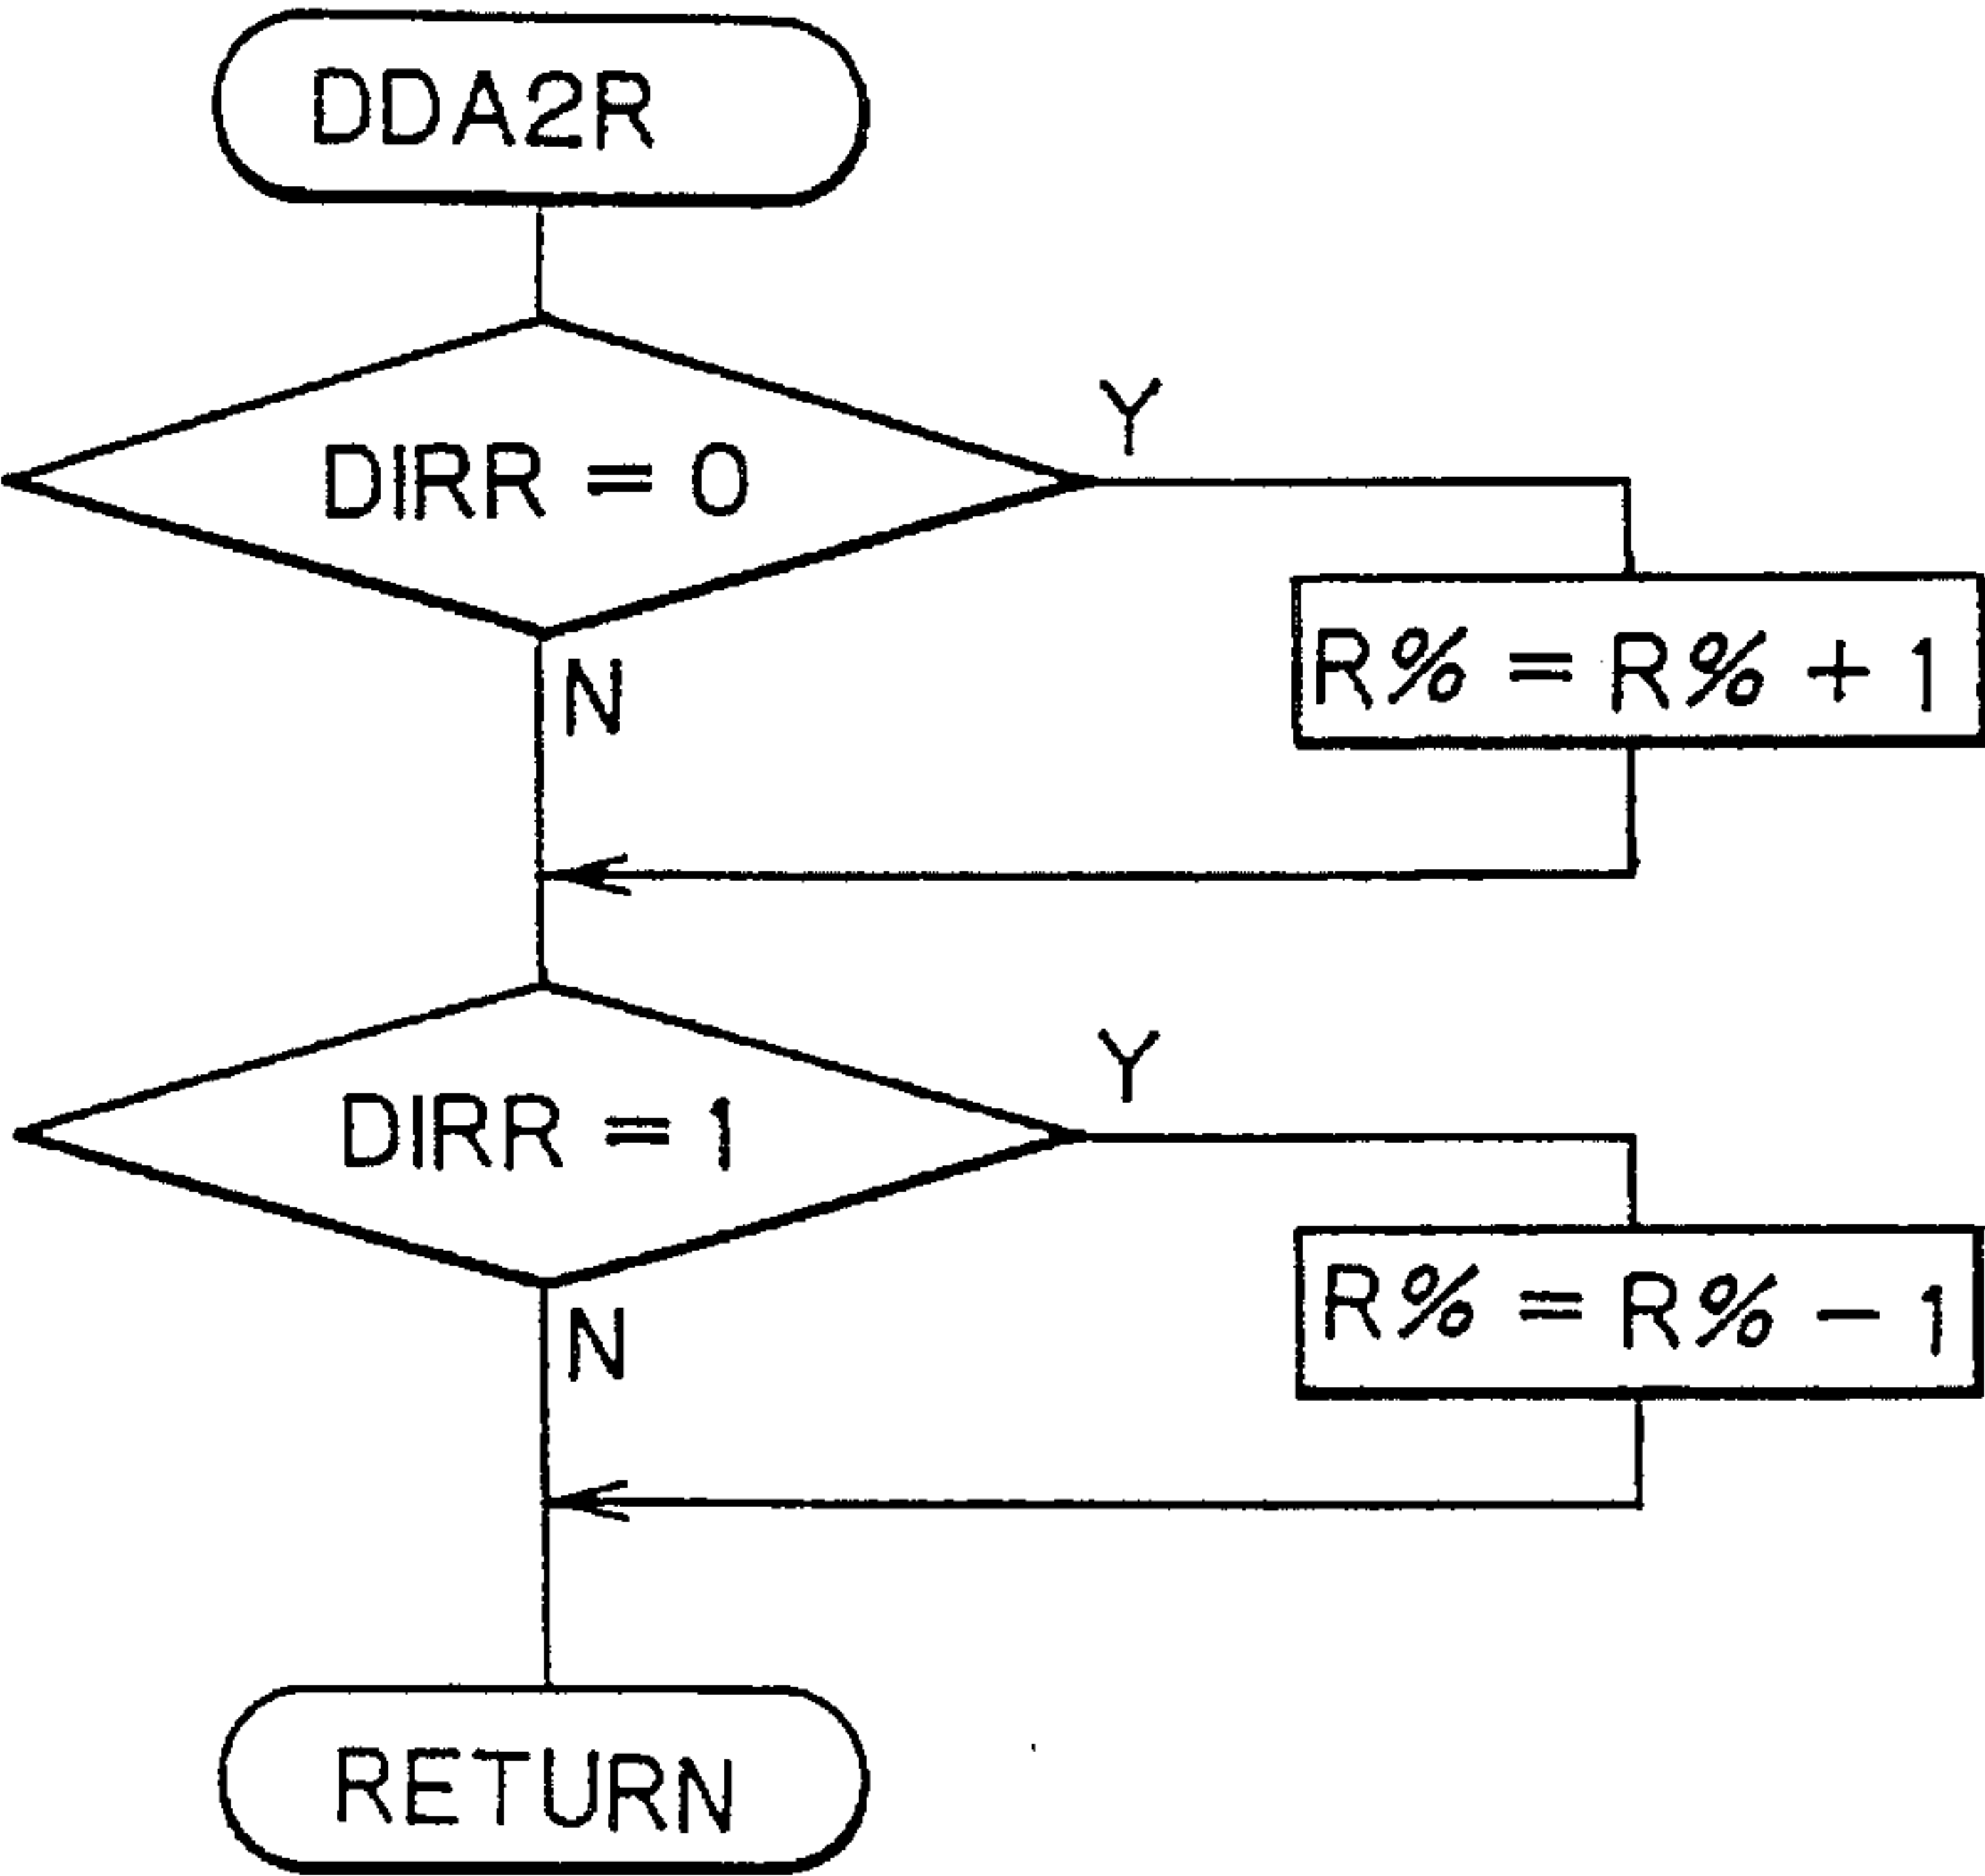 DDA2R
DIRR = 0
Y
R% = R% + 1
N
DIRR = 1
Y
R% = R% - 1
N
RETURN